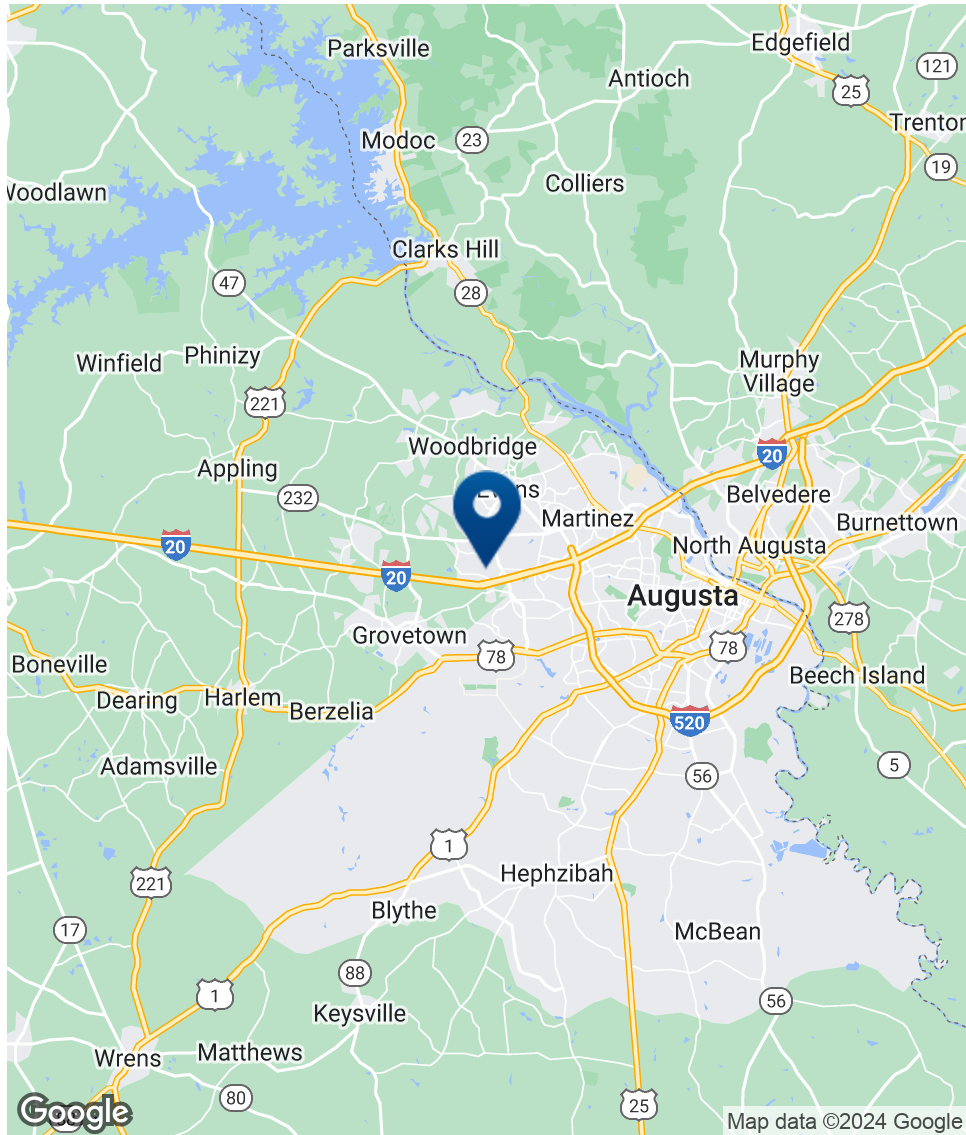 Parksville
Edgefield
121
Antioch
25
Trenton
Modoc
23
19
Colliers
Woodlawn
Clarks Hill
47
28
Phinizy
Winfield
Murphy
Village
221
Woodbridge
20
Appling
Evans
Belvedere
232
Martinez
Burnettown
20
North Augusta
20
Augusta
278
Grovetown
78
78
Boneville
Beech Island
Dearing
Harlem
Berzelia
520
Adamsville
5
56
1
Hephzibah
221
Blythe
17
McBean
88
1
56
Keysville
Wrens
Matthews
80
25
Google
Map data ©2024 Google